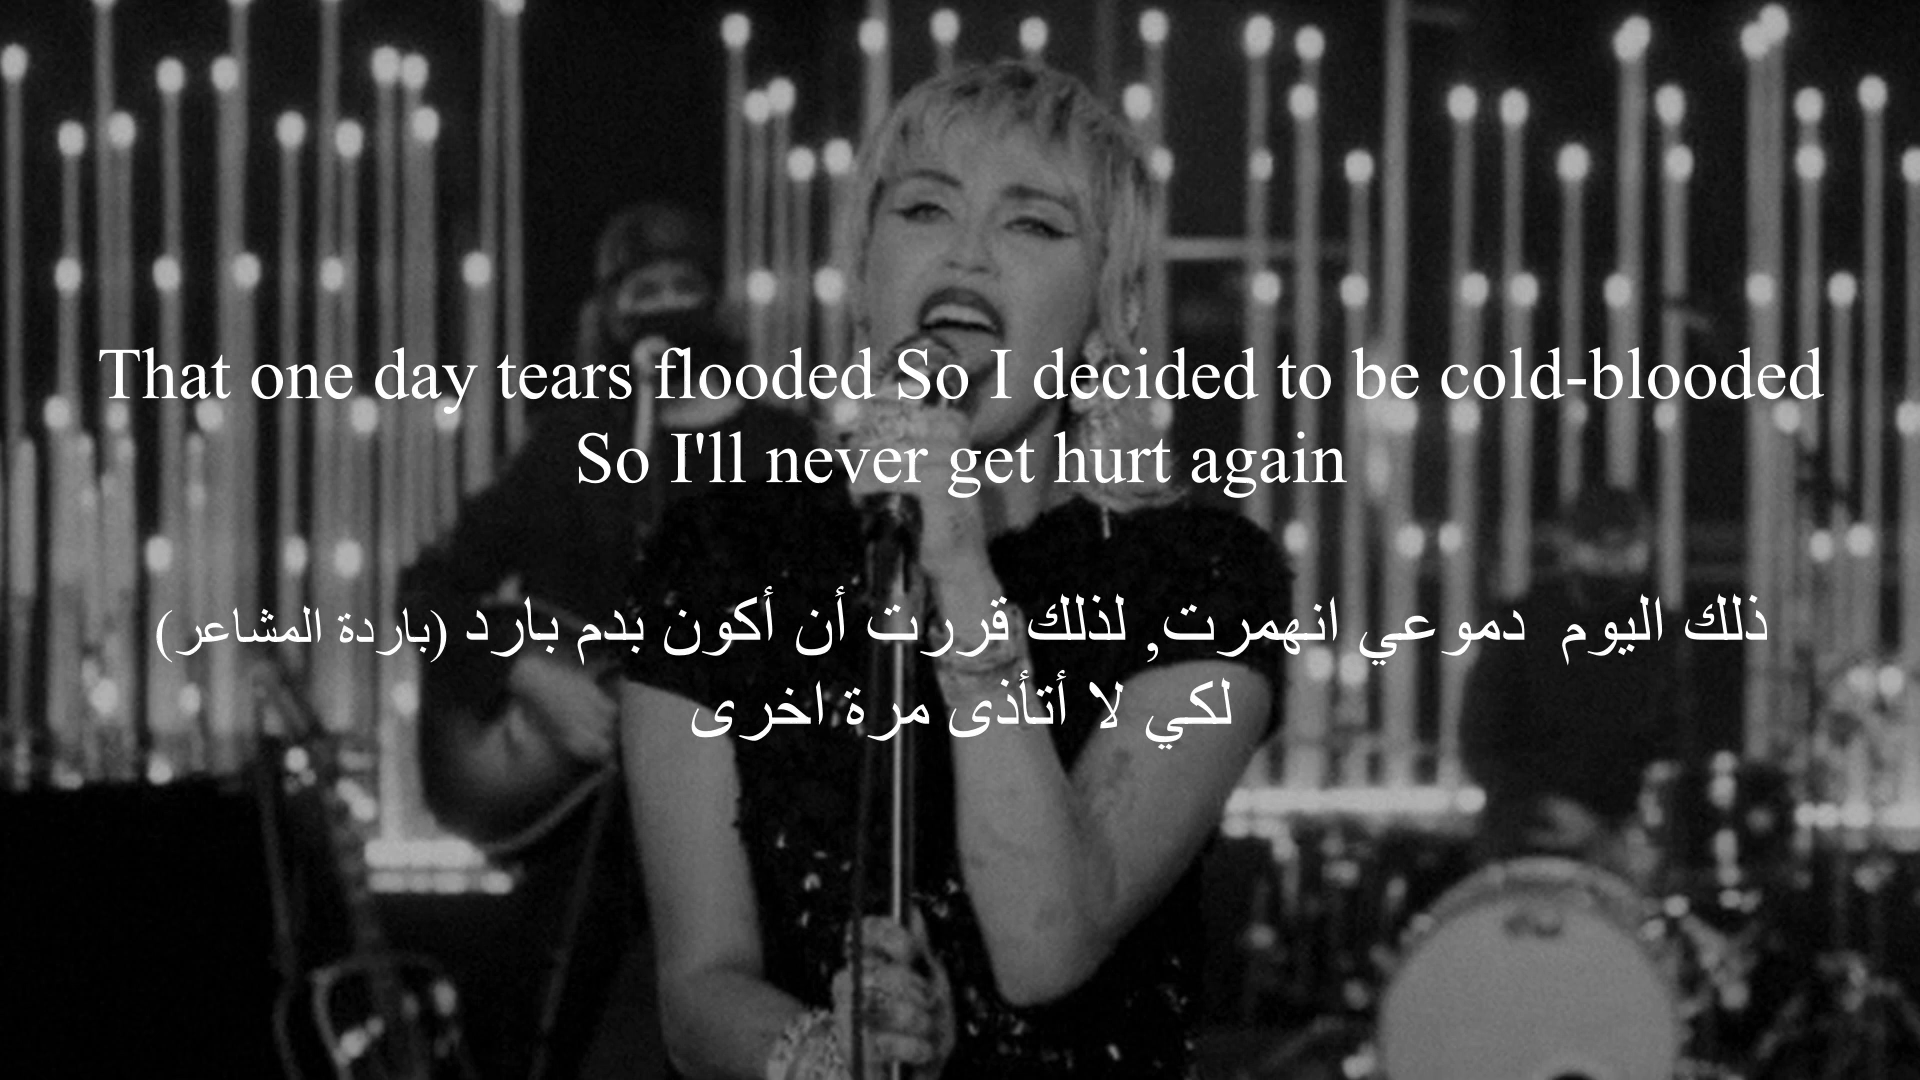 That one day tears flooded So I decided to be cold-blooded
So I'll never get hurt again
ذلك اليوم دموعي انهمرت, لذلك قررت أن أكون بدم بارد (باردة المشاعر)
لكي لا أتأذى مرة اخرى